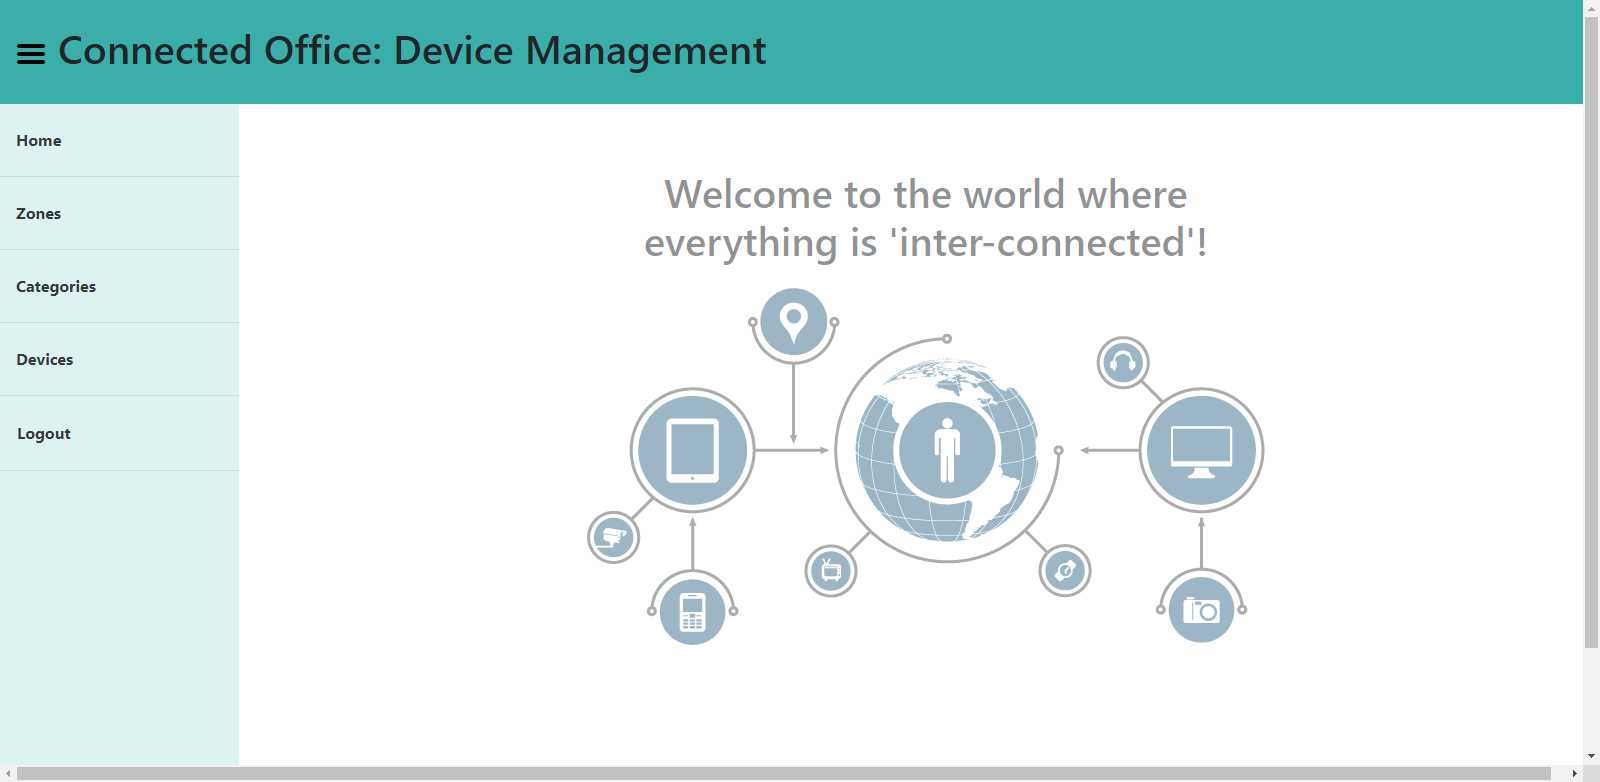 Connected Office: Device Management
Home
Zones
Categories
Devices
Logout
Welcome to the world where
everything is 'inter-connected'!